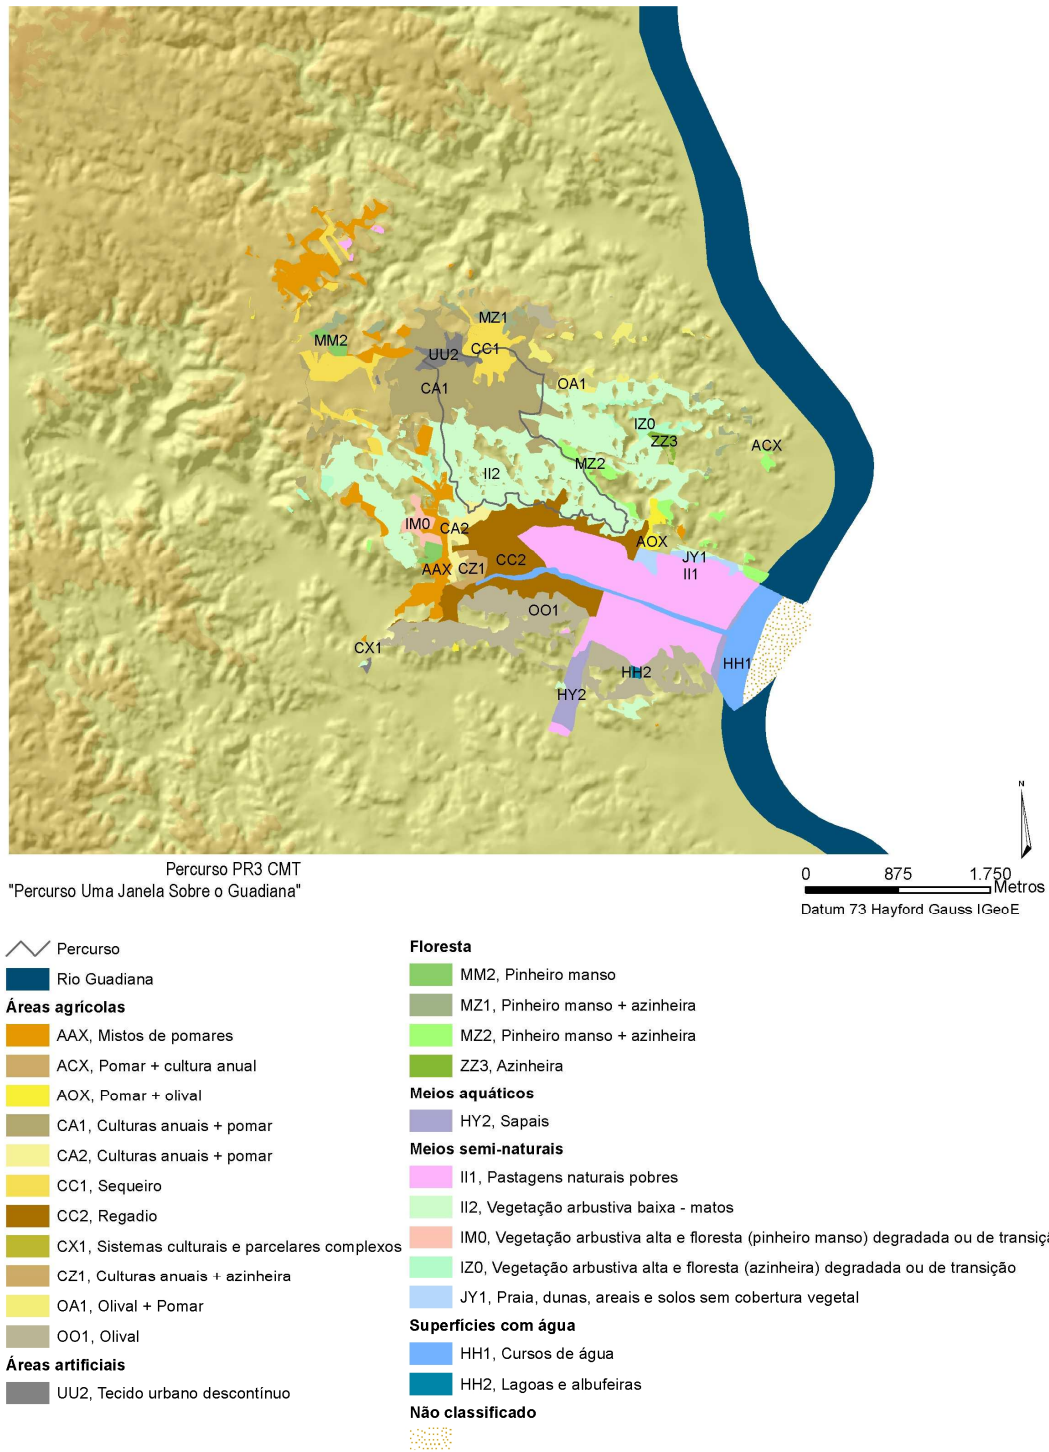 MZ1
MM2
UU2
CC1
CA1
OA1
IZ0
ZZ3
ACX
MZ2
II2
IM0
CA2
AOX
JY1
CC2
AAX
CZ1
II1
OO1
CX1
HH1
HH2
HY2
N
Percurso PR3 CMT
"Percurso Uma Janela Sobre o Guadiana"
0 875 1.750
Metros
Datum 73 Hayford Gauss IGeoE
Percurso
Rio Guadiana
Áreas agrícolas
AAX, Mistos de pomares
ACX, Pomar + cultura anual
AOX, Pomar + olival
CA1, Culturas anuais + pomar
CA2, Culturas anuais + pomar
CC1, Sequeiro
CC2, Regadio
CX1, Sistemas culturais e parcelares complexos
CZ1, Culturas anuais + azinheira
OA1, Olival + Pomar
OO1, Olival
Áreas artificiais
UU2, Tecido urbano descontínuo
Floresta
MM2, Pinheiro manso
MZ1, Pinheiro manso + azinheira
MZ2, Pinheiro manso + azinheira
ZZ3, Azinheira
Meios aquáticos
HY2, Sapais
Meios semi-naturais
II1, Pastagens naturais pobres
II2, Vegetação arbustiva baixa - matos
IM0, Vegetação arbustiva alta e floresta (pinheiro manso) degradada ou de transiç
IZ0, Vegetação arbustiva alta e floresta (azinheira) degradada ou de transição
JY1, Praia, dunas, areais e solos sem cobertura vegetal
Superfícies com água
HH1, Cursos de água
HH2, Lagoas e albufeiras
Não classificado